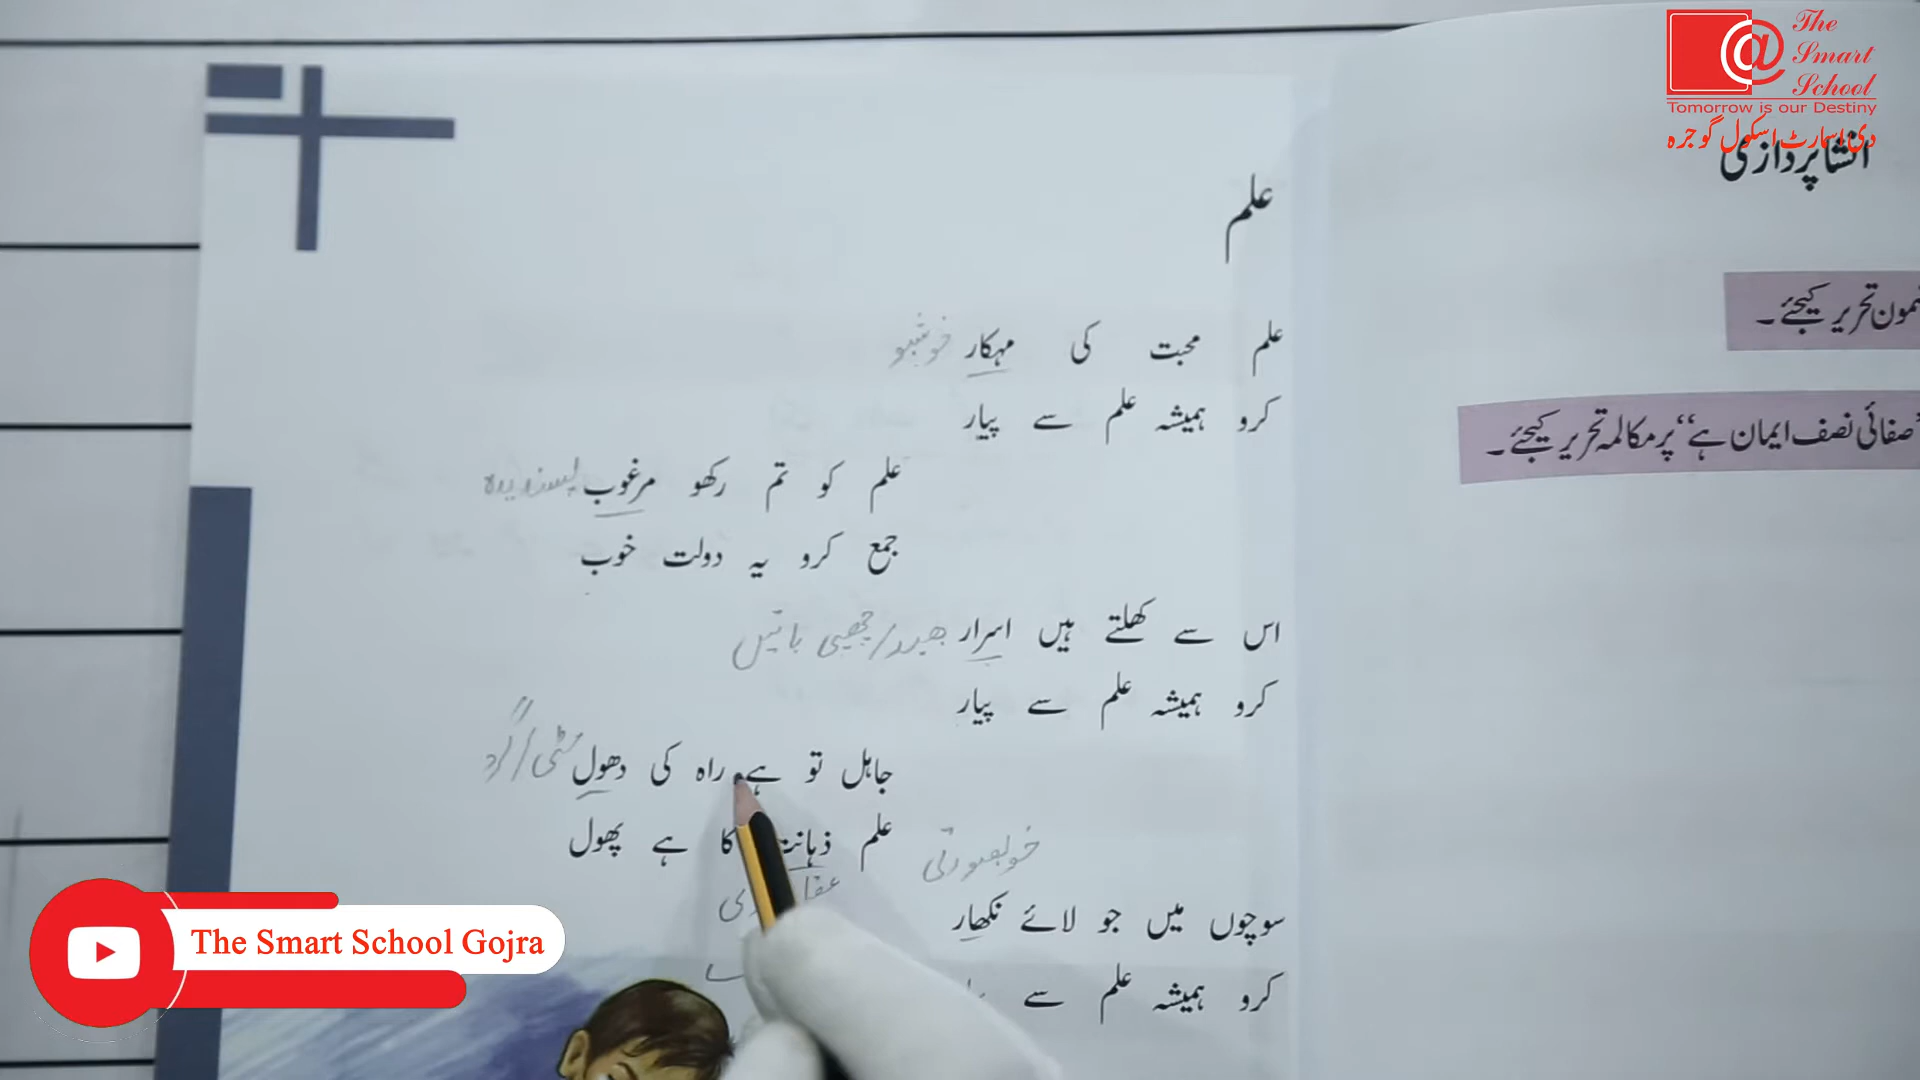 The
Smart
School
Tomorrow is our Destiny
دی اسمارٹ اسکول گوجرہ
انشاپردازی
تحریر کیجئے۔
صفائی نصف ایمان ہے“ پر مکالمہ تحریر کیجئے۔
علم
علم محبت کی مہکار خوشبو
کرو ہمیشہ علم سے پیار
علم کو تم رکھو مرغوب پسندیدہ
جمع کرو یہ دولت خوب
اس سے کھلتے ہیں اسرار بھید/چھپی باتیں
کرو ہمیشہ علم سے پیار
جاہل تو ہے راہ کی دھول مٹی/گرد
علم ذہانت کا ہے پھول
خوبصورتی
سوچوں میں جو لائے نکھار
کرو ہمیشہ علم سے
The Smart School Gojra